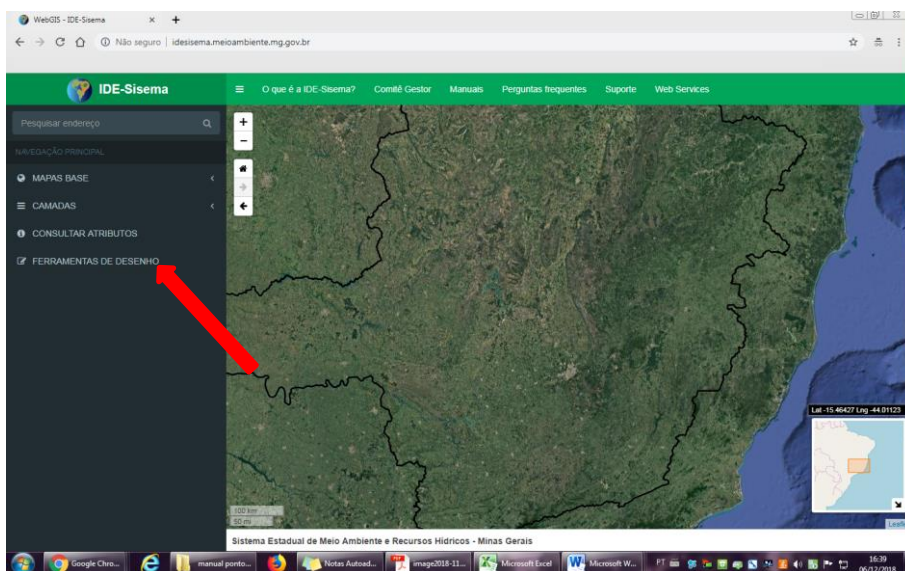 WebGIS - IDE-Sisema
Não seguro | idesisema.meioambiente.mg.gov.br
IDE-Sisema
O que é a IDE-Sisema? Comitê Gestor Manuais Perguntas frequentes Suporte Web Services
Pesquisar endereço
NAVEGAÇÃO PRINCIPAL
MAPAS BASE
CAMADAS
CONSULTAR ATRIBUTOS
FERRAMENTAS DE DESENHO
Lat -15.46427 Lng -44.01123
100 km
50 mi
Sistema Estadual de Meio Ambiente e Recursos Hídricos - Minas Gerais
Google Chro... manual ponto... Notas Autoad... image2018-11... Microsoft Excel Microsoft W... PT 16:39
06/12/2018